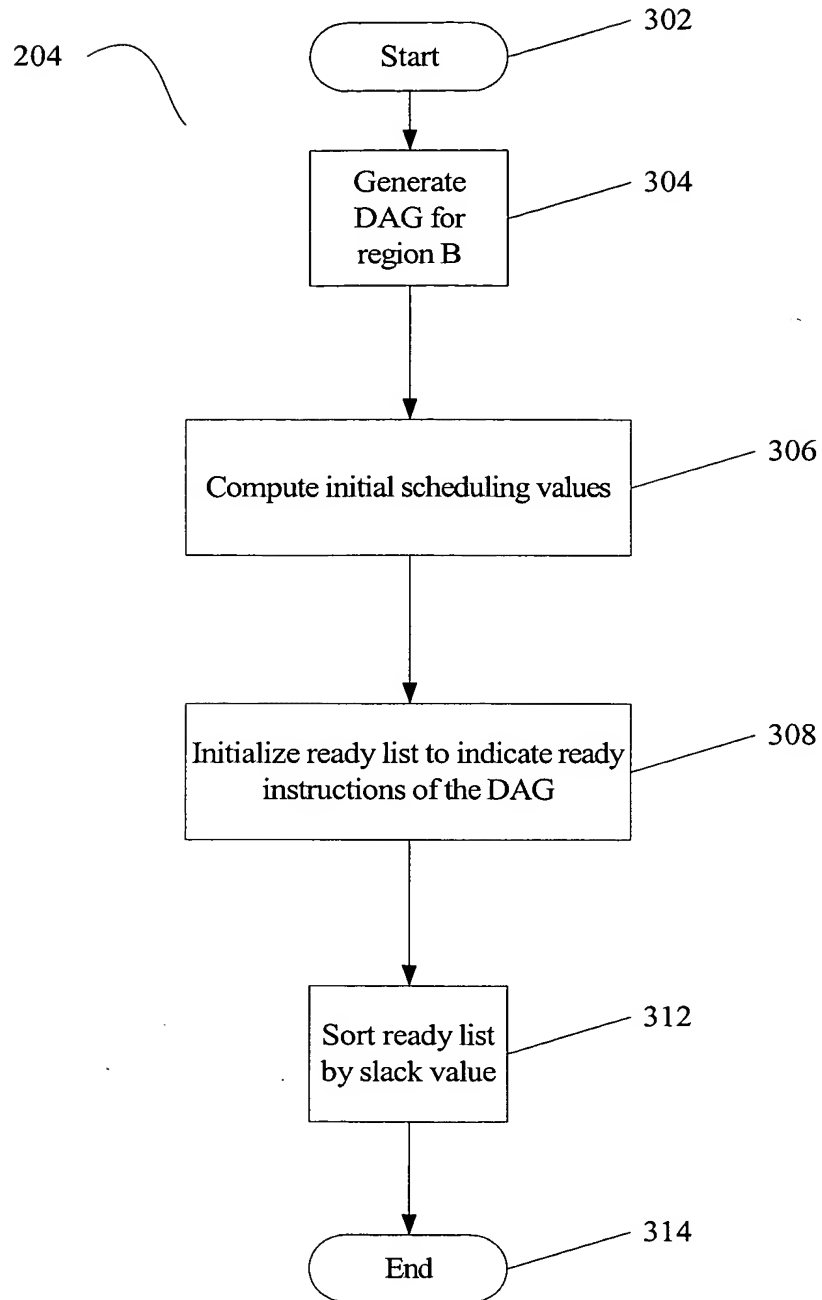 204
Start
302
Generate
DAG for
region B
304
Compute initial scheduling values
306
Initialize ready list to indicate ready
instructions of the DAG
308
Sort ready list
by slack value
312
End
314